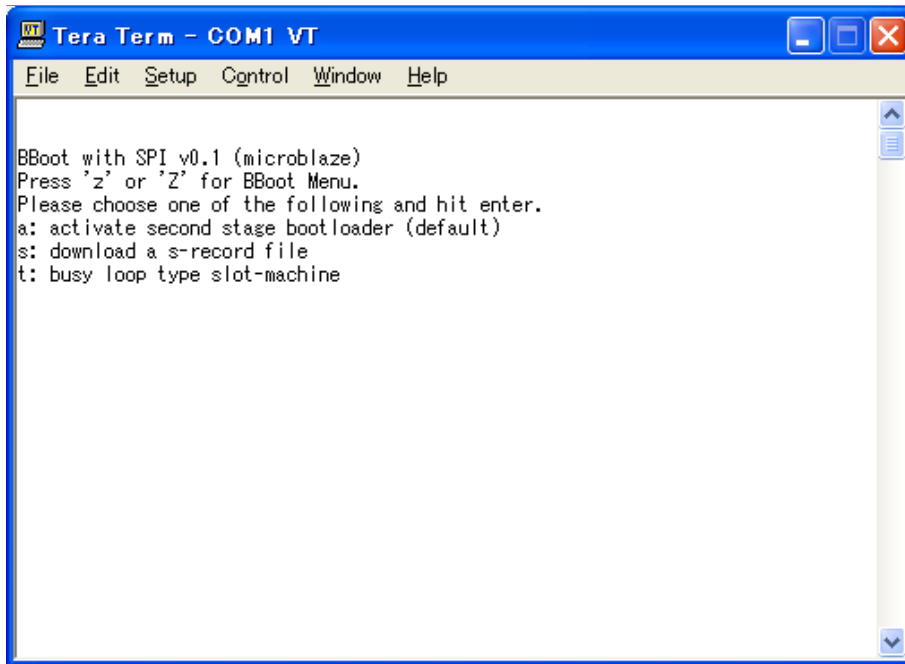 Tera Term - COM1 VT
File Edit Setup Control Window Help
BBoot with SPI v0.1 (microblaze)
Press 'z' or 'Z' for BBoot Menu.
Please choose one of the following and hit enter.
a: activate second stage bootloader (default)
s: download a s-record file
t: busy loop type slot-machine